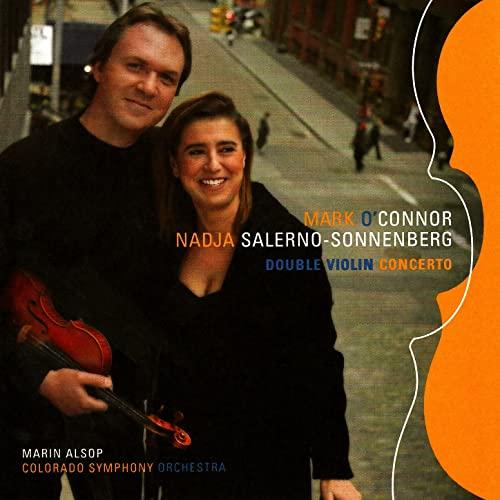 MARK O'CONNOR
NADJA SALERNO-SONNENBERG
DOUBLE VIOLIN CONCERTO
MARIN ALSOP
COLORADO SYMPHONY ORCHESTRA